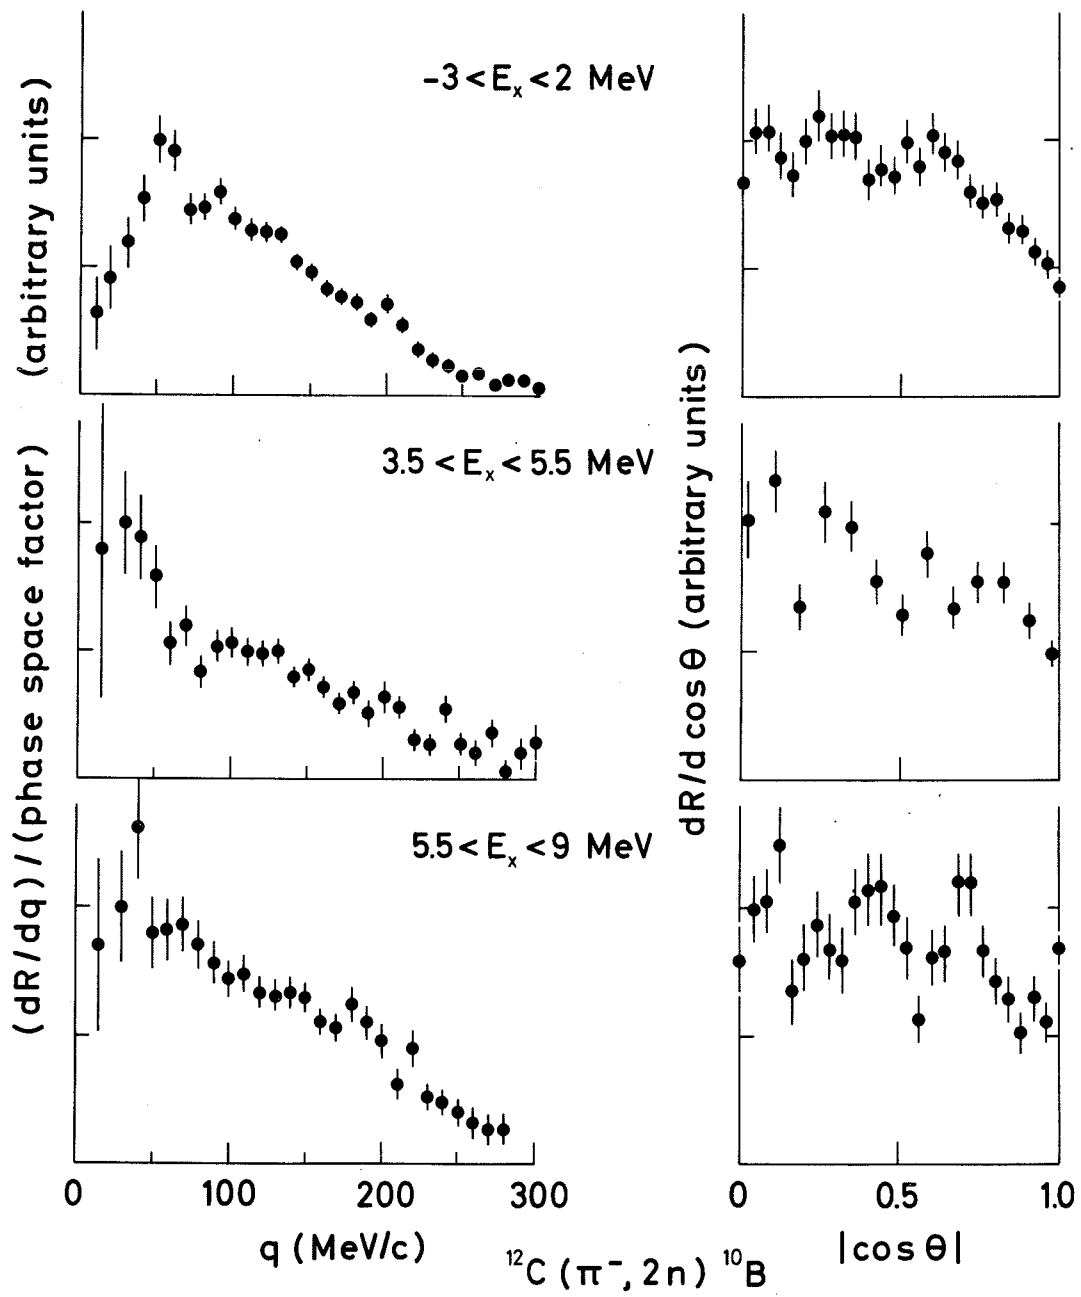 (arbitrary units)
-3 < Eₓ < 2 MeV
3.5 < Eₓ < 5.5 MeV
(dR/dq)/(phase space factor)
dR/d cos θ (arbitrary units)
5.5 < Eₓ < 9 MeV
0 100 200 300
0 0.5 1.0
q (MeV/c)
|cos θ|
¹²C (π⁻, 2n) ¹⁰B